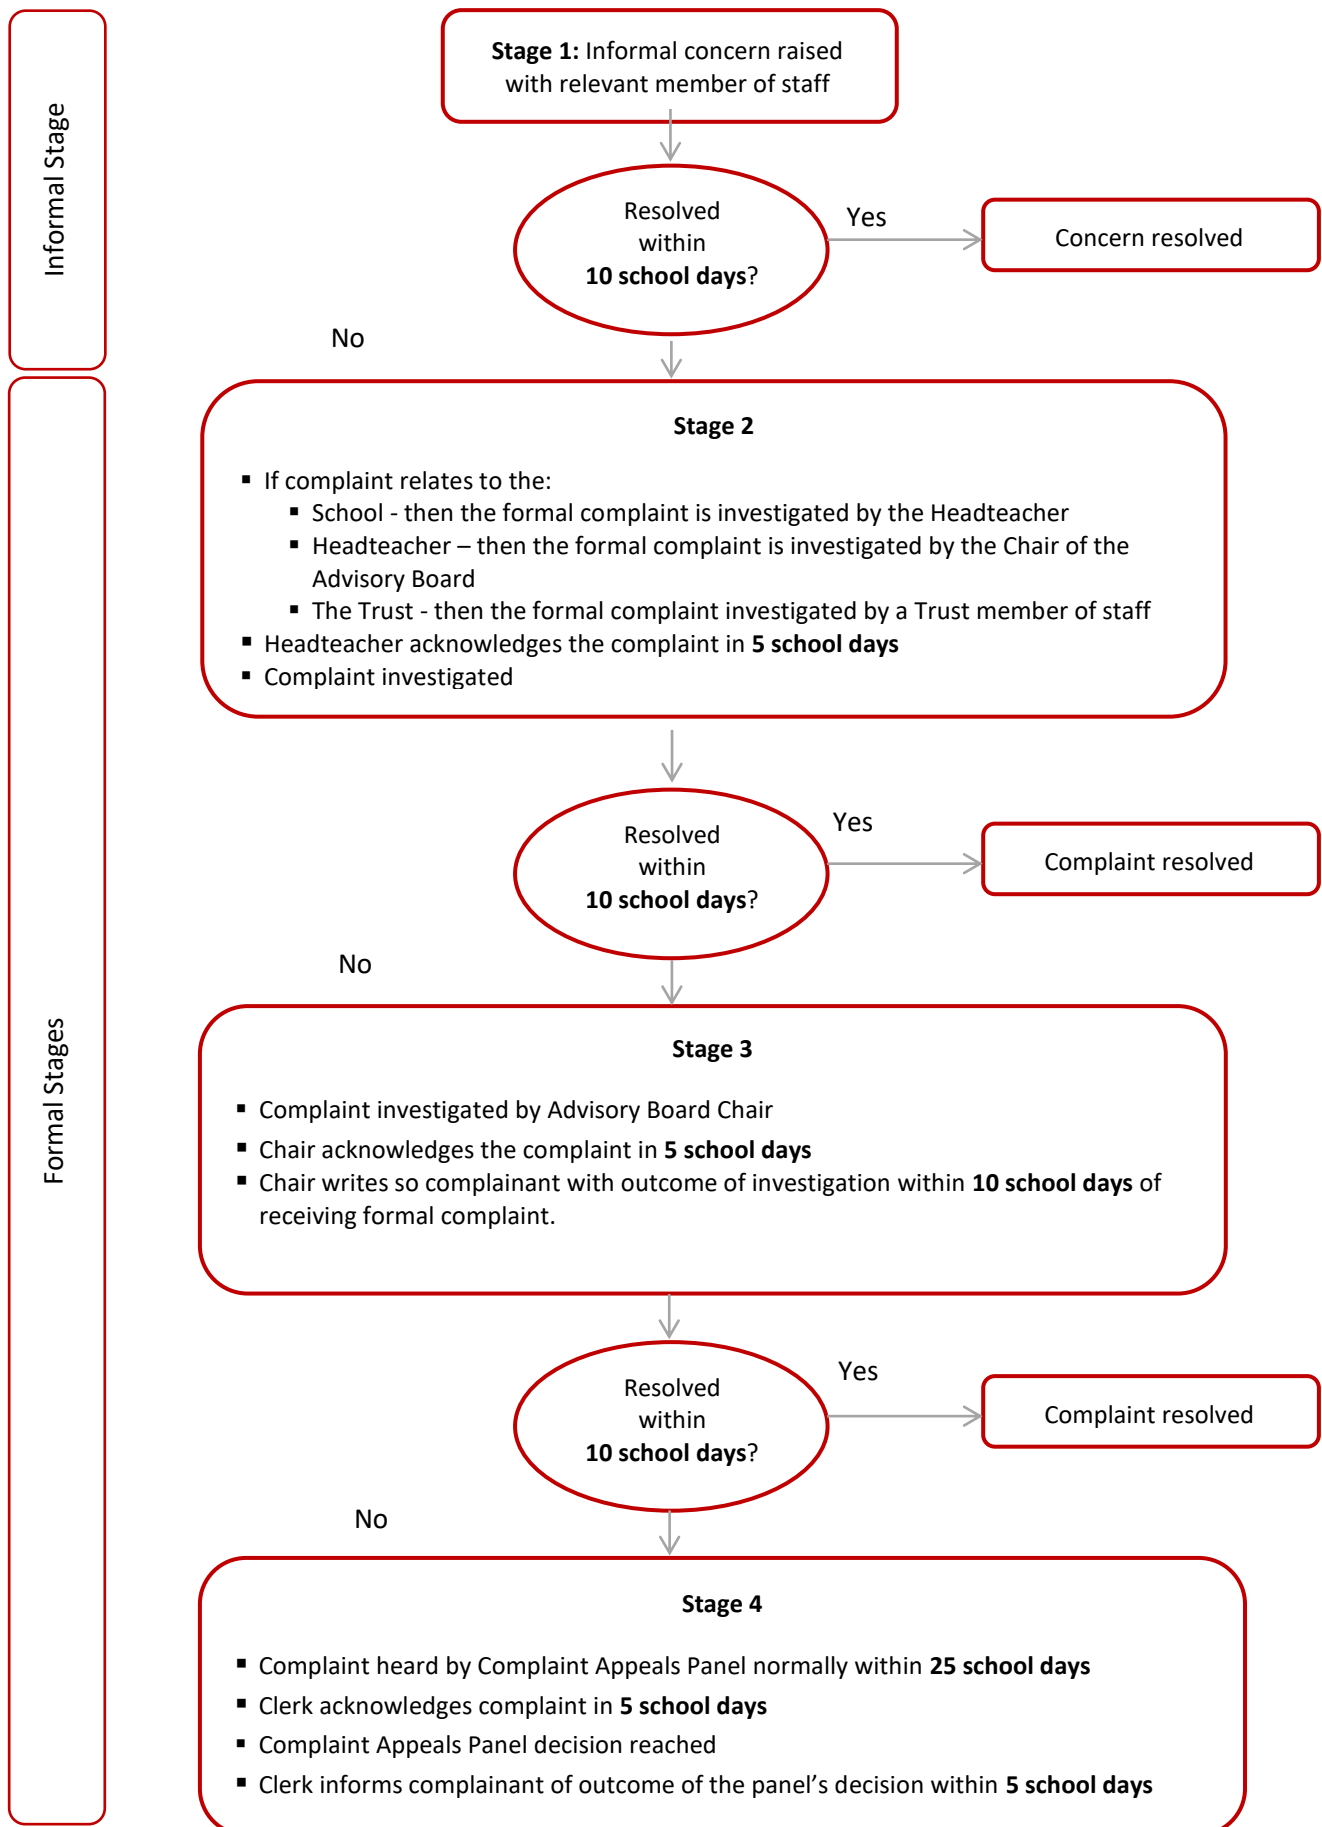 Informal Stage
Stage 1: Informal concern raised
with relevant member of staff
Resolved
within
10 school days?
Yes
Concern resolved
No
Formal Stages
Stage 2
▪ If complaint relates to the:
▪ School - then the formal complaint is investigated by the Headteacher
▪ Headteacher – then the formal complaint is investigated by the Chair of the
Advisory Board
▪ The Trust - then the formal complaint investigated by a Trust member of staff
▪ Headteacher acknowledges the complaint in 5 school days
▪ Complaint investigated
Resolved
within
10 school days?
Yes
Complaint resolved
No
Stage 3
▪ Complaint investigated by Advisory Board Chair
▪ Chair acknowledges the complaint in 5 school days
▪ Chair writes so complainant with outcome of investigation within 10 school days of
receiving formal complaint.
Resolved
within
10 school days?
Yes
Complaint resolved
No
Stage 4
▪ Complaint heard by Complaint Appeals Panel normally within 25 school days
▪ Clerk acknowledges complaint in 5 school days
▪ Complaint Appeals Panel decision reached
▪ Clerk informs complainant of outcome of the panel’s decision within 5 school days